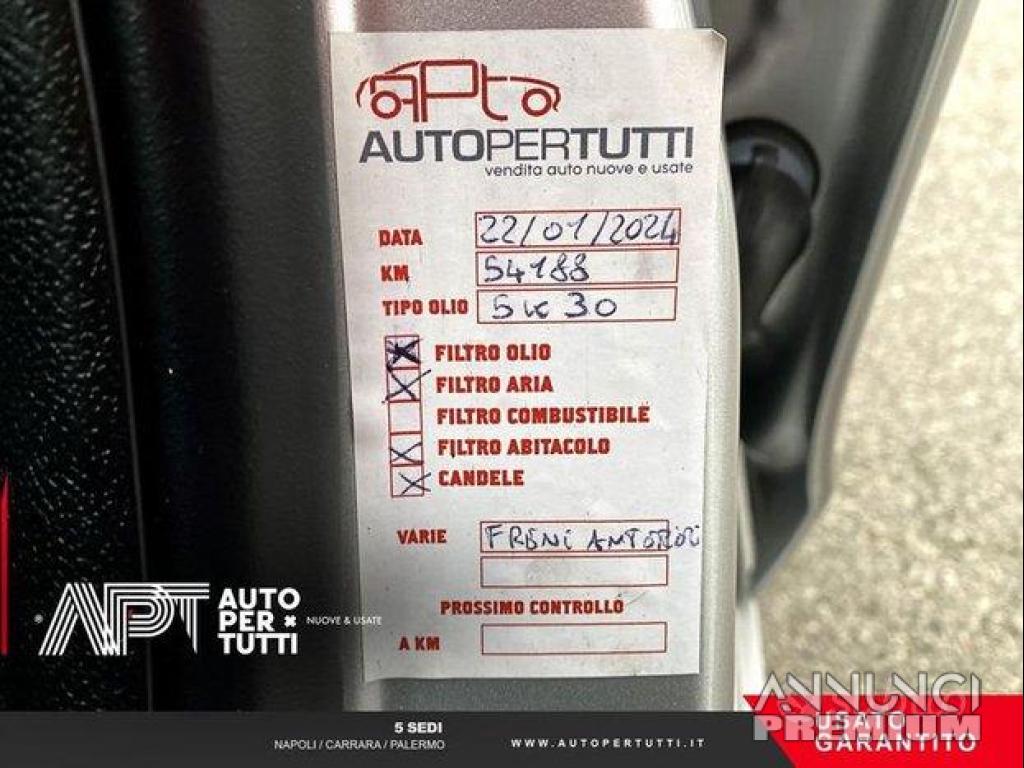 APt
AUTOPERTUTTI
vendita auto nuove e usate
DATA 22/01/2024
KM 54188
TIPO OLIO 5W30
FILTRO OLIO
FILTRO ARIA
FILTRO COMBUSTIBILE
FILTRO ABITACOLO
CANDELE
VARIE FRENI ANTERIORI
PROSSIMO CONTROLLO
A KM
® APT AUTO
PER
TUTTI
NUOVE & USATE
5 SEDI
NAPOLI / CARRARA / PALERMO
WWW.AUTOPERTUTTI.IT
ANNUNCI
PREMIUM
USATO
GARANTITO